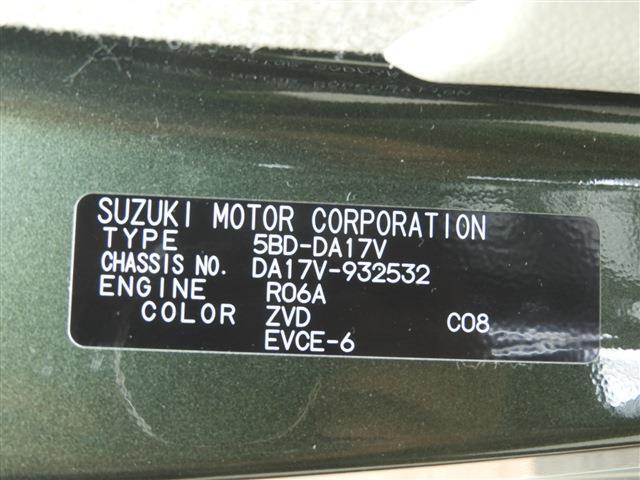 SUZUKI MOTOR CORPORATION
TYPE 5BD-DA17V
CHASSIS NO. DA17V-932532
ENGINE R06A
COLOR ZVD C08
EVCE-6